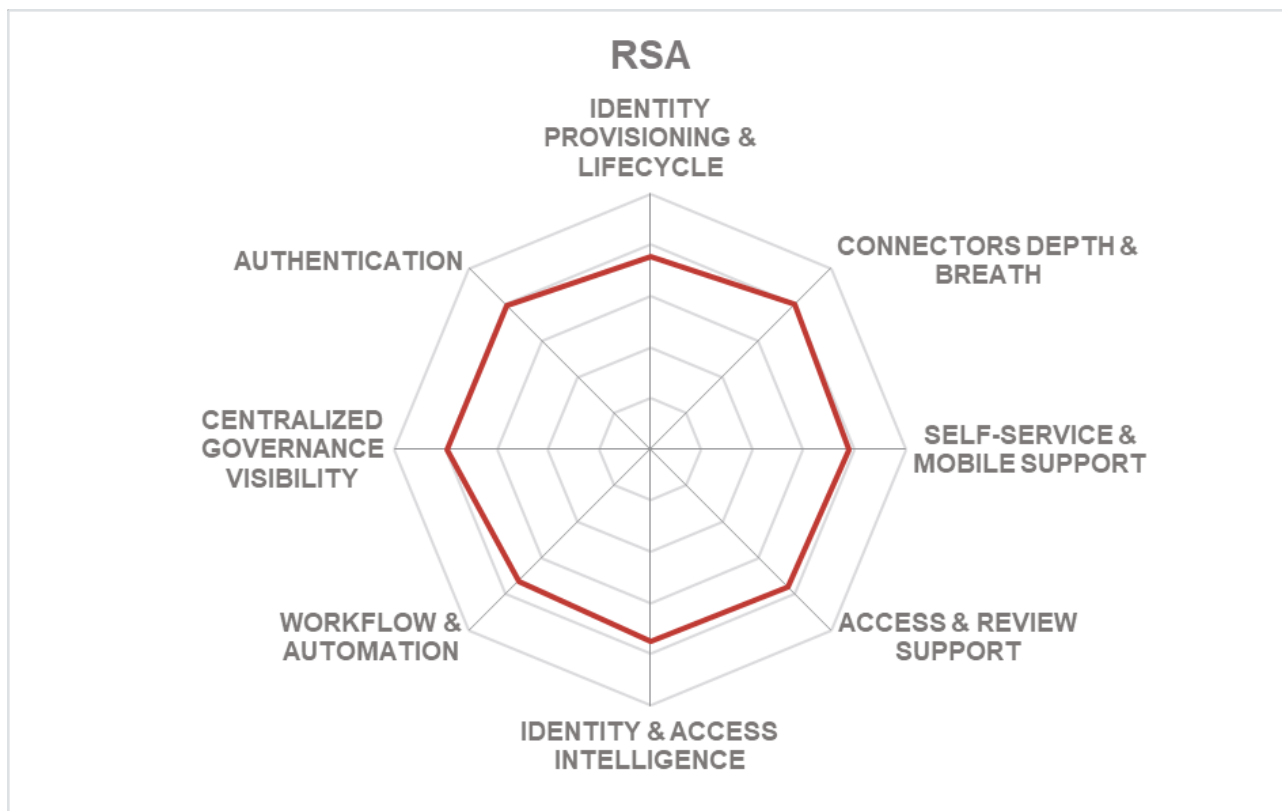 RSA
IDENTITY
PROVISIONING &
LIFECYCLE
CONNECTORS DEPTH &
BREATH
AUTHENTICATION
CENTRALIZED
GOVERNANCE
VISIBILITY
SELF-SERVICE &
MOBILE SUPPORT
WORKFLOW &
AUTOMATION
ACCESS & REVIEW
SUPPORT
IDENTITY & ACCESS
INTELLIGENCE